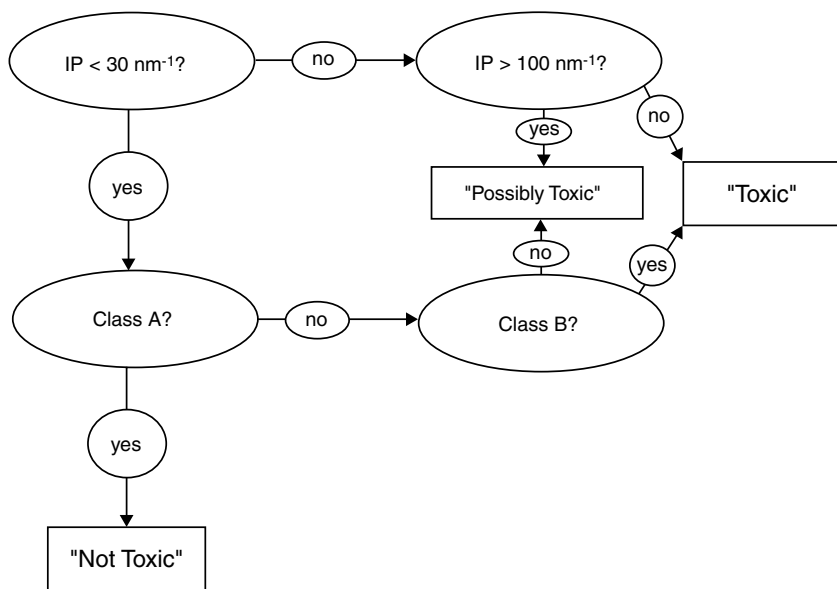 IP < 30 nm⁻¹?
no
IP > 100 nm⁻¹?
yes
no
yes
"Possibly Toxic"
"Toxic"
no
yes
Class A?
no
Class B?
yes
"Not Toxic"